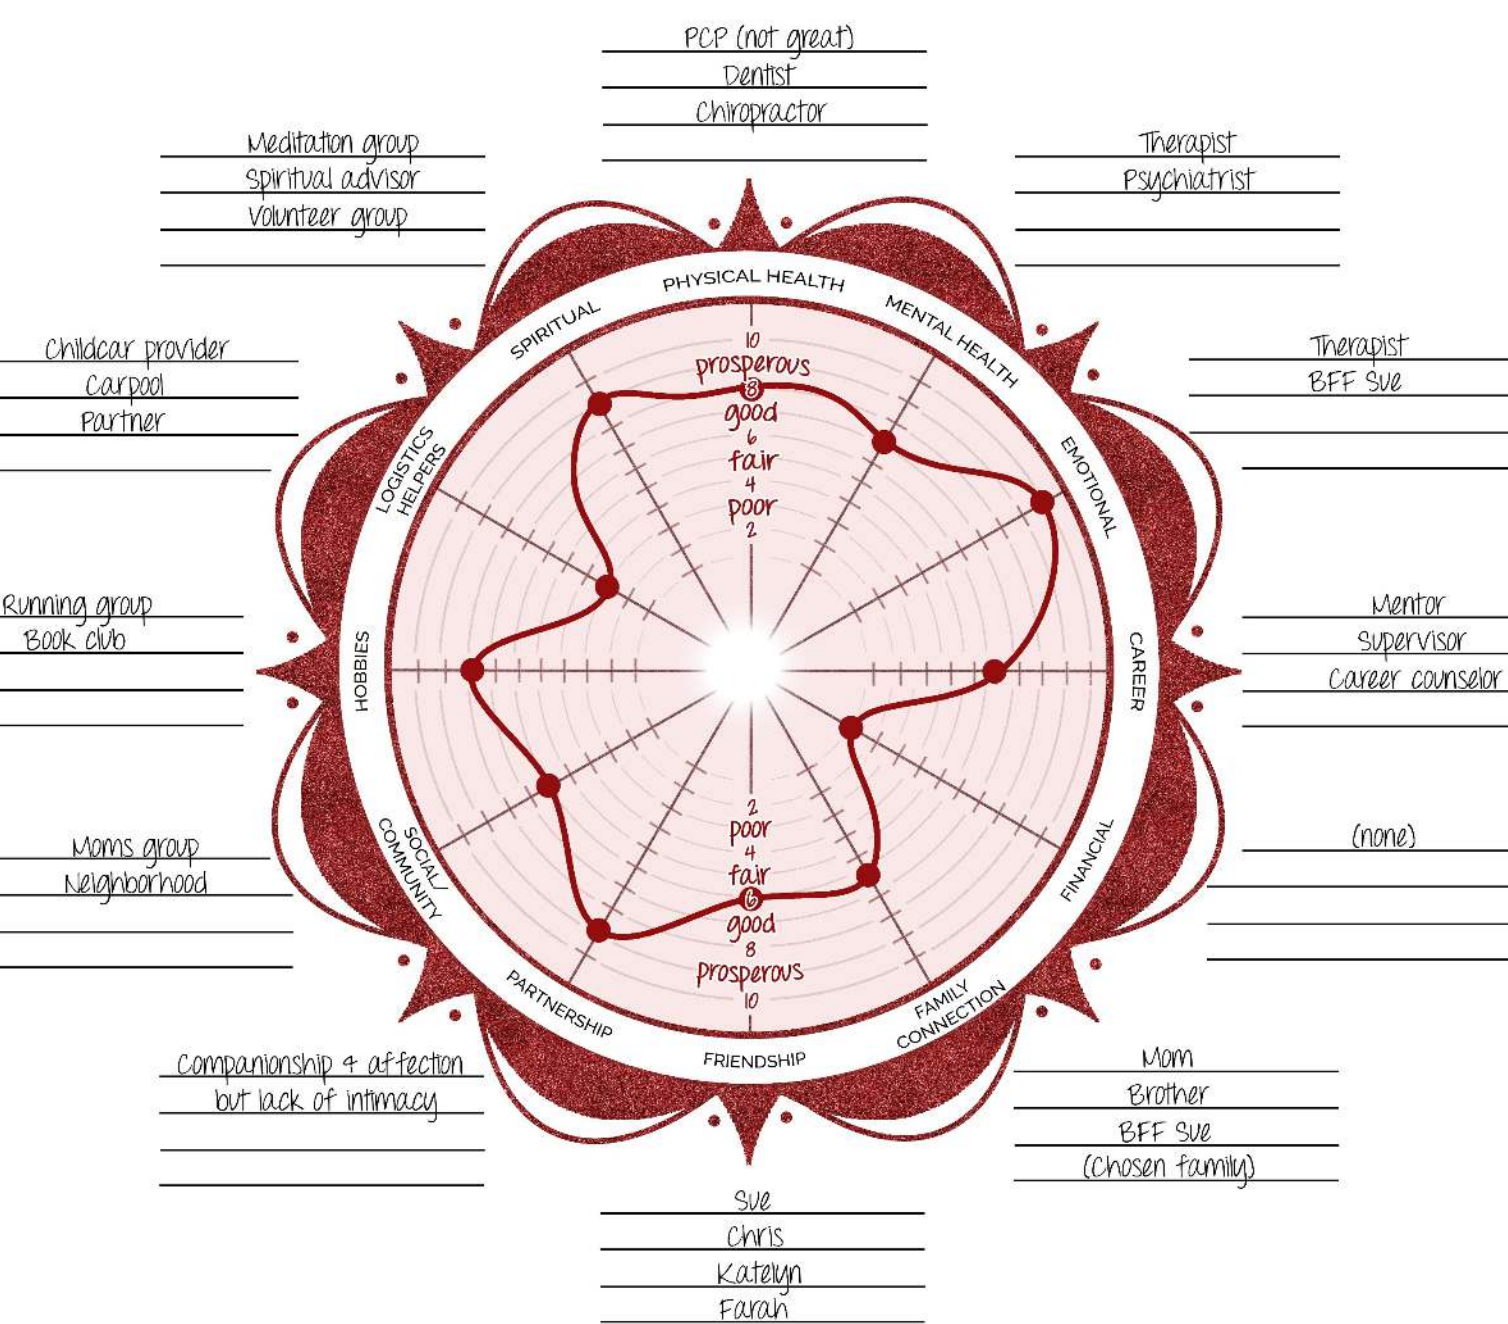 PCP (not great)
Dentist
Chiropractor
Meditation group
Spiritual advisor
Volunteer group
Therapist
Psychiatrist
Childcar provider
Carpool
Partner
Therapist
BFF Sue
Running group
Book club
Mentor
Supervisor
Career counselor
Moms group
Neighborhood
(none)
PHYSICAL HEALTH
MENTAL HEALTH
EMOTIONAL
CAREER
FINANCIAL
FAMILY
CONNECTION
FRIENDSHIP
PARTNERSHIP
SOCIAL/
COMMUNITY
HOBBIES
LOGISTICS
HELPERS
SPIRITUAL
10
prosperous
8
good
6
fair
4
poor
2
2
poor
4
fair
6
good
8
prosperous
10
Companionship & affection
but lack of intimacy
Mom
Brother
BFF Sue
(Chosen family)
Sue
Chris
Katelyn
Farah